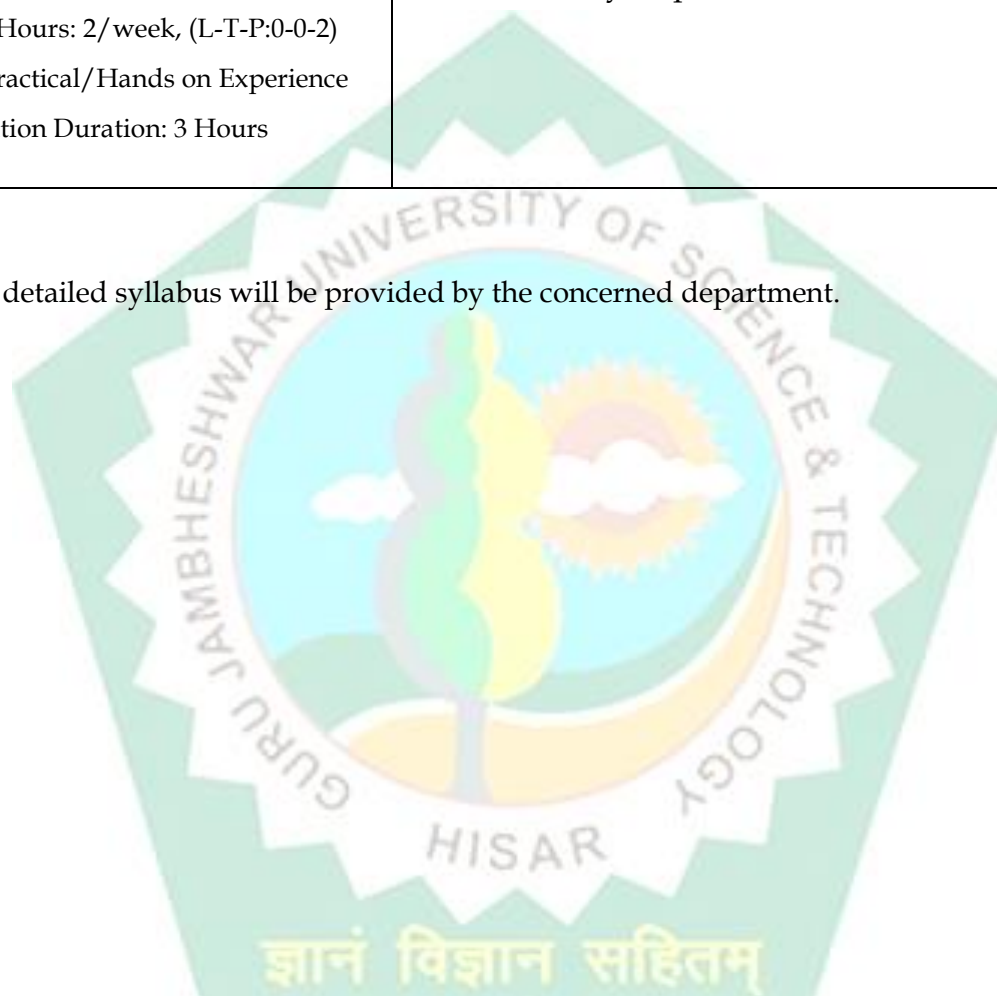 Hours: 2/week, (L-T-P:0-0-2)
ractical/Hands on Experience
tion Duration: 3 Hours
detailed syllabus will be provided by the concerned department.
GURU JAMBHESHWAR UNIVERSITY OF SCIENCE & TECHNOLOGY
HISAR
ज्ञानं विज्ञान सहितम्